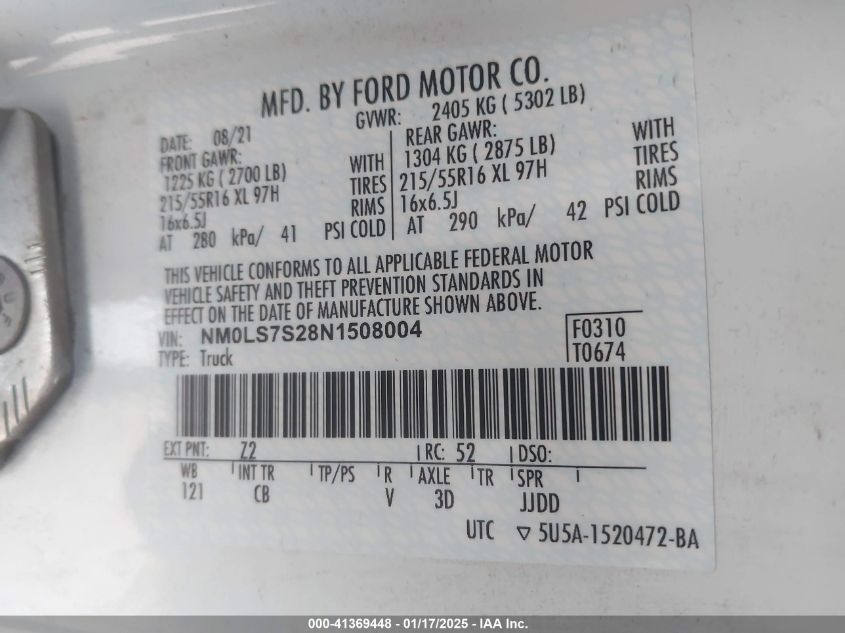 MFD. BY FORD MOTOR CO.
DATE: 08/21
GVWR: 2405 KG ( 5302 LB)
FRONT GAWR:
1225 KG ( 2700 LB) WITH
215/55R16 XL 97H TIRES
16x6.5J RIMS
AT 280 kPa/ 41 PSI COLD
REAR GAWR: WITH
1304 KG ( 2875 LB) TIRES
215/55R16 XL 97H RIMS
16x6.5J
AT 290 kPa/ 42 PSI COLD
THIS VEHICLE CONFORMS TO ALL APPLICABLE FEDERAL MOTOR
VEHICLE SAFETY AND THEFT PREVENTION STANDARDS IN
EFFECT ON THE DATE OF MANUFACTURE SHOWN ABOVE.
VIN: NM0LS7S28N1508004
F0310
TYPE: Truck
T0674
EXT PNT: Z2 RC: 52 DSO:
WB INT TR TP/PS R AXLE TR SPR
121 CB V 3D JJDD
UTC ▽ 5U5A-1520472-BA
000-41369448 - 01/17/2025 - IAA Inc.